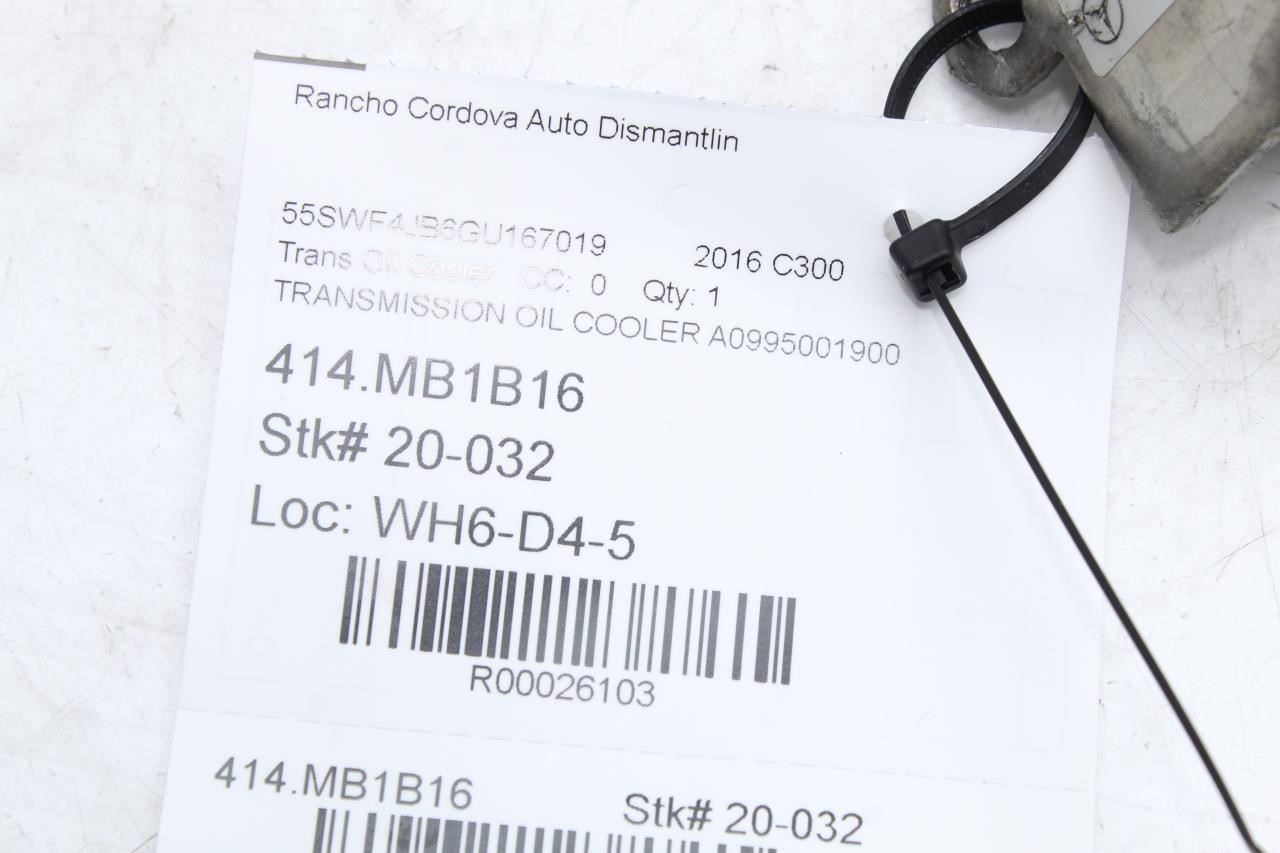 Rancho Cordova Auto Dismantlin
55SWF4JB6GU167019 2016 C300
Trans Oil Cooler CC: 0 Qty: 1
TRANSMISSION OIL COOLER A0995001900
414.MB1B16
Stk# 20-032
Loc: WH6-D4-5
R00026103
414.MB1B16 Stk# 20-032